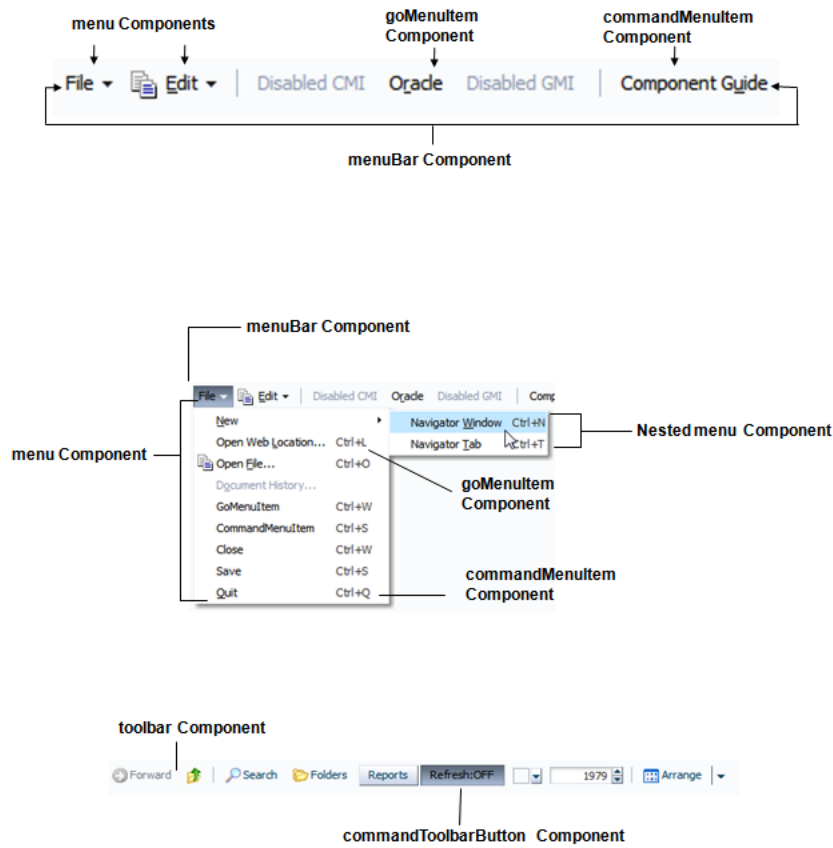 menu Components
goMenuItem
Component
commandMenuItem
Component
File Edit Disabled CMI Oracle Disabled GMI Component Guide
menuBar Component
menuBar Component
File Edit Disabled CMI Oracle Disabled GMI Comp
New
Navigator Window Ctrl+N
Open Web Location... Ctrl+L
Navigator Tab Ctrl+T
Nested menu Component
menu Component
Open File... Ctrl+O
Document History...
goMenuItem
Component
GoMenuItem Ctrl+W
CommandMenuItem Ctrl+S
Close Ctrl+W
Save Ctrl+S
commandMenuItem
Component
Quit Ctrl+Q
toolbar Component
Forward Search Folders Reports Refresh:OFF 1979 Arrange
commandToolbarButton Component